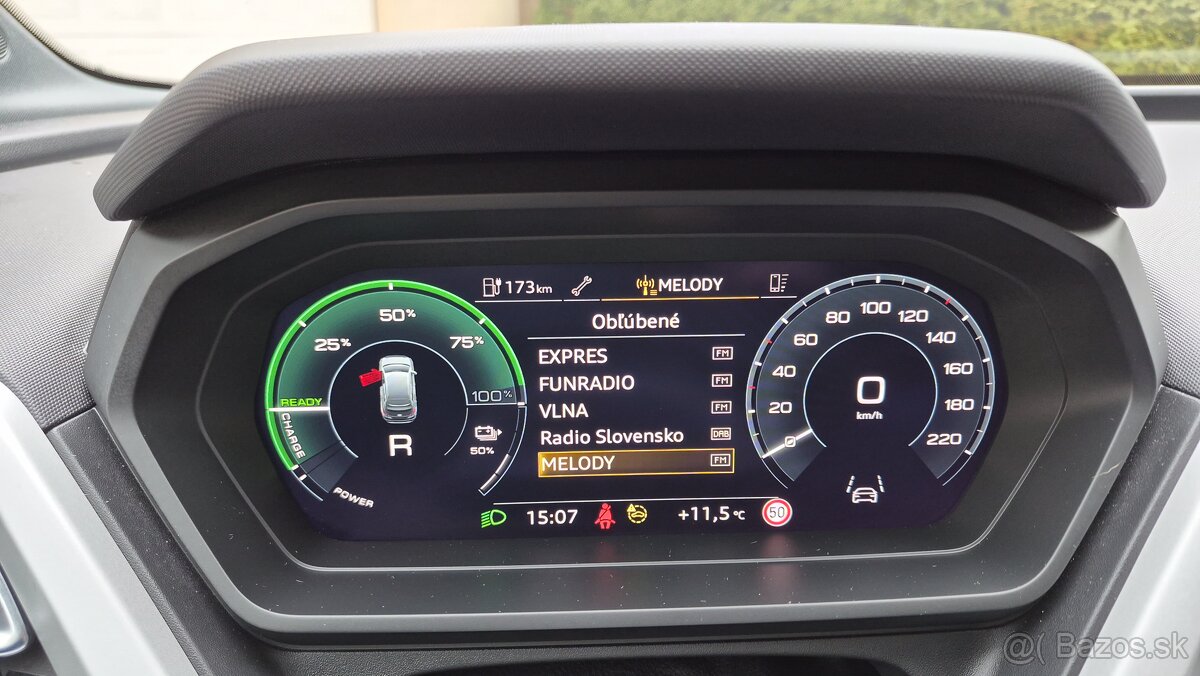 173 km
MELODY
Obľúbené
EXPRES FM
FUNRADIO FM
VLNA FM
Radio Slovensko DAB
MELODY FM
25%
50%
75%
100%
READY
CHARGE
POWER
R
50%
0
20
40
60
80
100
120
140
160
180
220
km/h
15:07
+11,5 °C
50
@ Bazos.sk